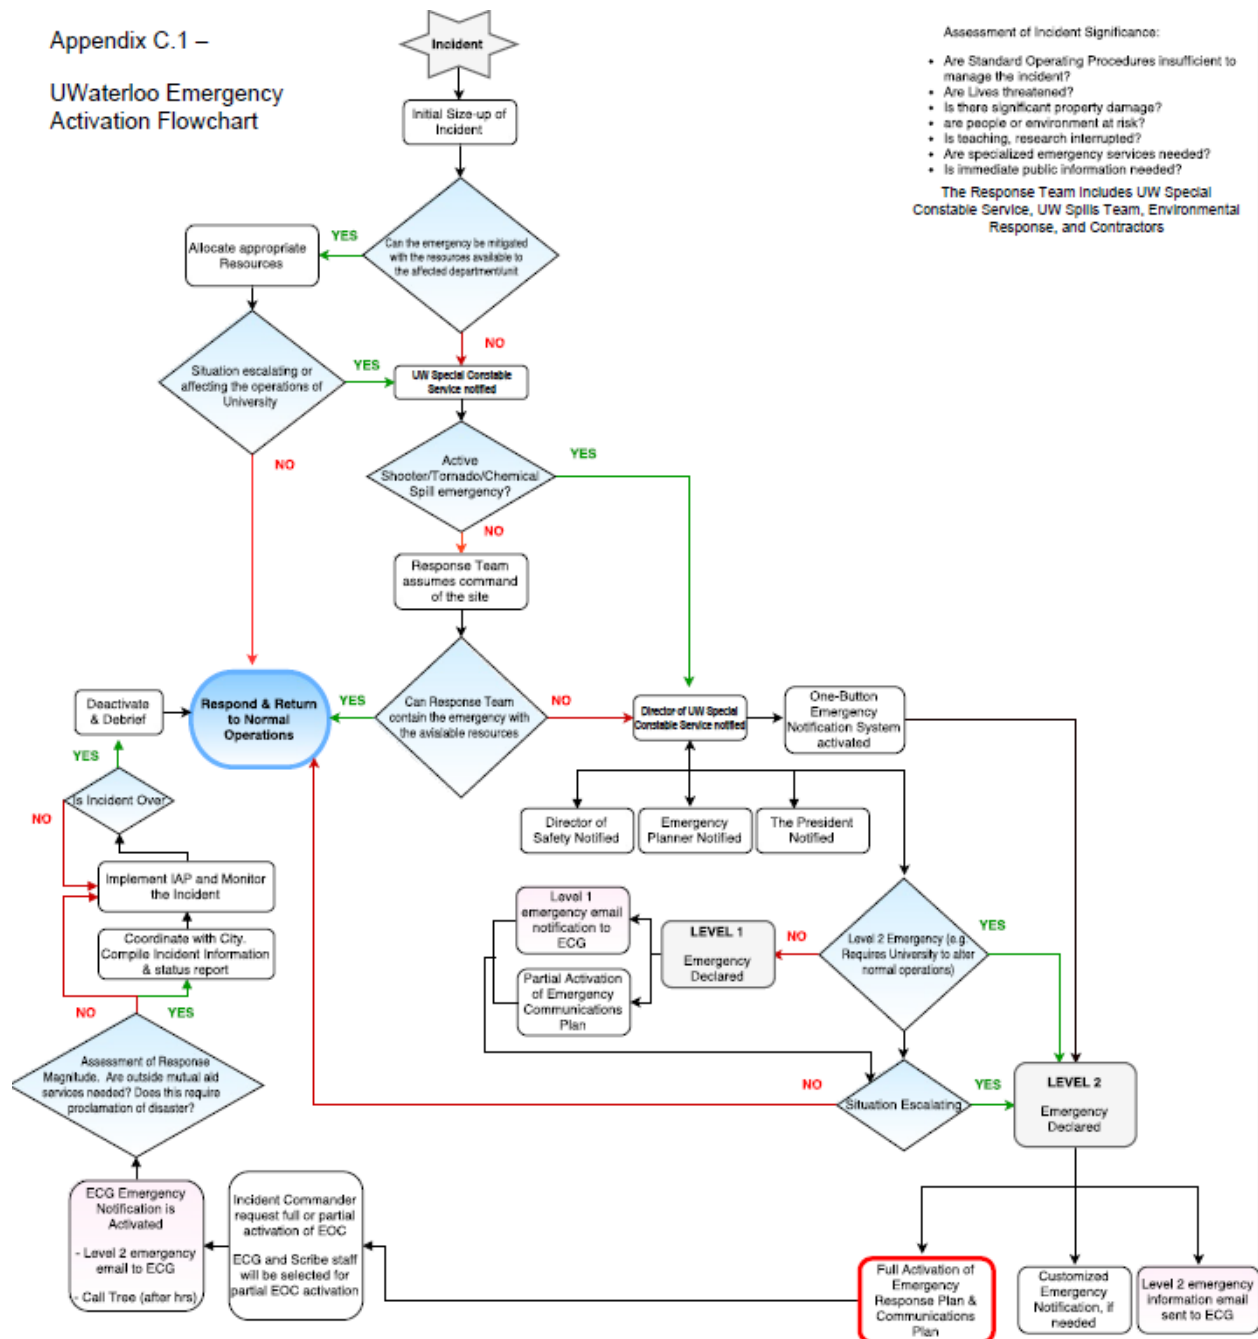 Appendix C.1 –
UWaterloo Emergency
Activation Flowchart
Incident
Assessment of Incident Significance:
• Are Standard Operating Procedures insufficient to
manage the incident?
• Are Lives threatened?
• Is there significant property damage?
• are people or environment at risk?
• Is teaching, research interrupted?
• Are specialized emergency services needed?
• Is immediate public information needed?
The Response Team Includes UW Special
Constable Service, UW Spills Team, Environmental
Response, and Contractors
Initial Size-up of
Incident
Can the emergency be mitigated
with the resources available to
the affected department/unit
YES
Allocate appropriate
Resources
NO
Situation escalating or
affecting the operations of
University
YES
UW Special Constable
Service notified
NO
Active
Shooter/Tornado/Chemical
Spill emergency?
YES
NO
Response Team
assumes command
of the site
Can Response Team
contain the emergency with
the avialable resources
YES
NO
Respond & Return
to Normal
Operations
Deactivate
& Debrief
Director of UW Special
Constable Service notified
One-Button
Emergency
Notification System
activated
YES
Is Incident Over
NO
Director of
Safety Notified
Emergency
Planner Notified
The President
Notified
Implement IAP and Monitor
the Incident
Level 1
emergency email
notification to
ECG
LEVEL 1
Emergency
Declared
NO
Level 2 Emergency (e.g.
Requires University to alter
normal operations)
YES
Coordinate with City.
Compile Incident Information
& status report
Partial Activation
of Emergency
Communications
Plan
NO
YES
Assessment of Response
Magnitude. Are outside mutual aid
services needed? Does this require
proclamation of disaster?
NO
Situation Escalating
YES
LEVEL 2
Emergency
Declared
ECG Emergency
Notification is
Activated
- Level 2 emergency
email to ECG
- Call Tree (after hrs)
Incident Commander
request full or partial
activation of EOC
ECG and Scribe staff
will be selected for
partial EOC activation
Full Activation of
Emergency
Response Plan &
Communications
Plan
Customized
Emergency
Notification, if
needed
Level 2 emergency
information email
sent to ECG